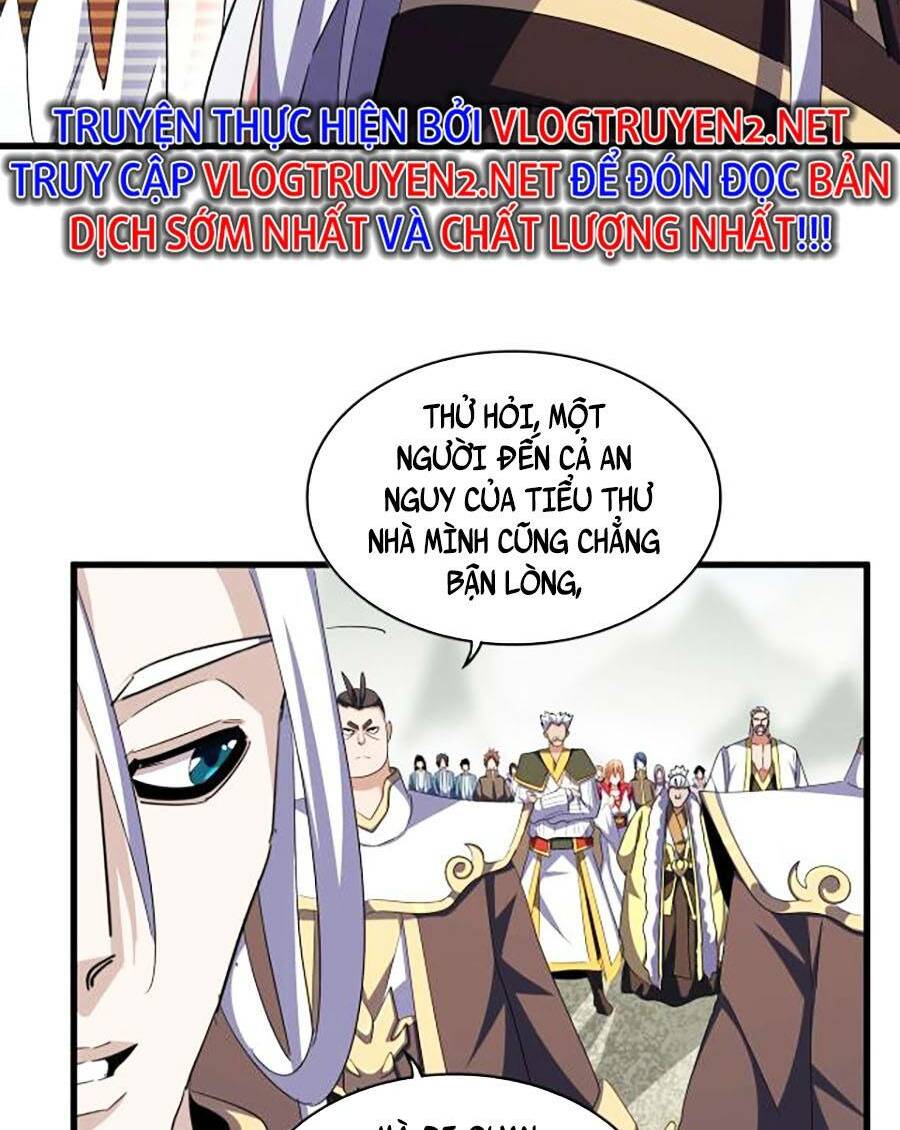 TRUYỆN THỰC HIỆN BỞI VLOGTRUYEN2.NET
TRUY CẬP VLOGTRUYEN2.NET ĐỂ ĐÓN ĐỌC BẢN
DỊCH SỚM NHẤT VÀ CHẤT LƯỢNG NHẤT!!!
THỬ HỎI, MỘT
NGƯỜI ĐẾN CẢ AN
NGUY CỦA TIỂU THƯ
NHÀ MÌNH CŨNG CHẲNG
BẬN LÒNG,